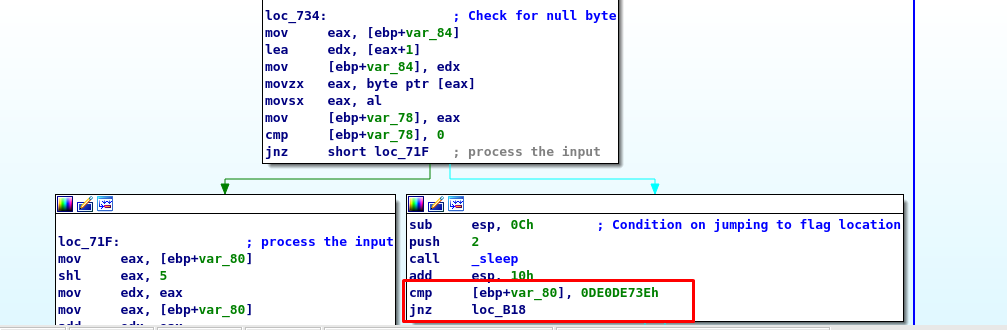 loc_734: ; Check for null byte
mov eax, [ebp+var_84]
lea edx, [eax+1]
mov [ebp+var_84], edx
movzx eax, byte ptr [eax]
movsx eax, al
mov [ebp+var_78], eax
cmp [ebp+var_78], 0
jnz short loc_71F ; process the input
loc_71F: ; process the input
mov eax, [ebp+var_80]
shl eax, 5
mov edx, eax
mov eax, [ebp+var_80]
add edx, eax
sub esp, 0Ch ; Condition on jumping to flag location
push 2
call _sleep
add esp, 10h
cmp [ebp+var_80], 0DE0DE73Eh
jnz loc_B18